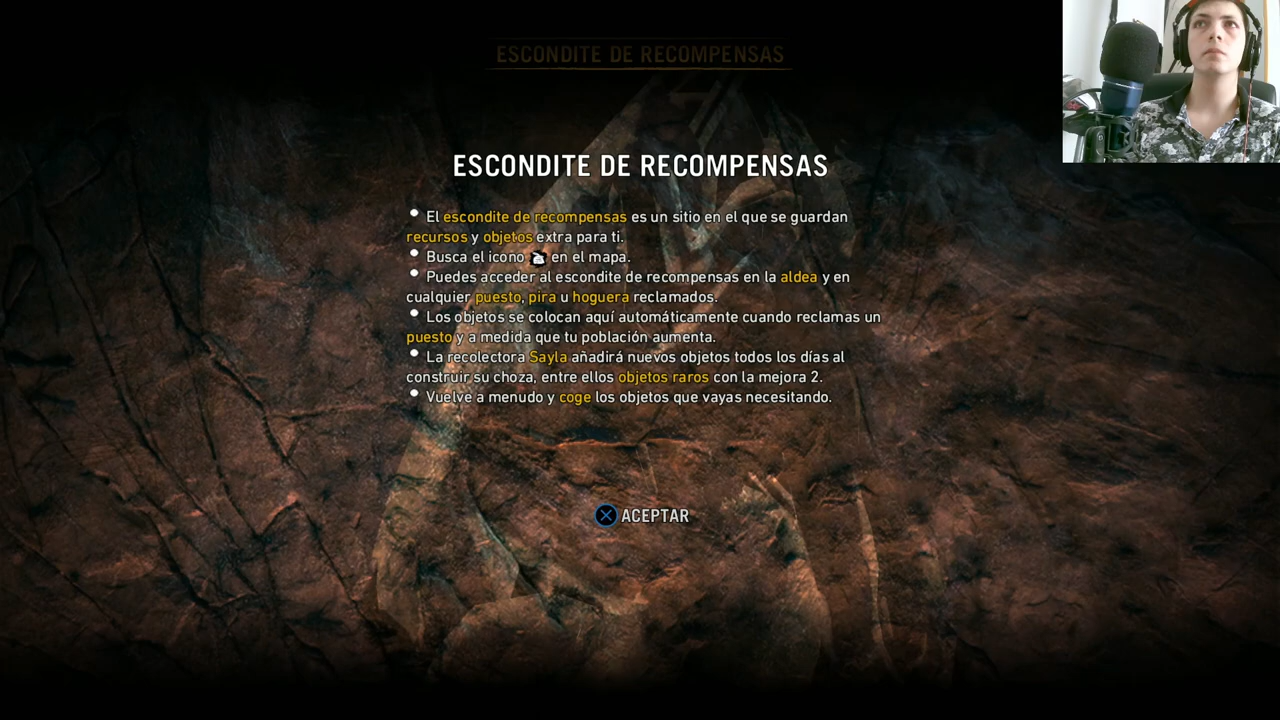 ESCONDITE DE RECOMPENSAS
ESCONDITE DE RECOMPENSAS
El escondite de recompensas es un sitio en el que se guardan
recursos y objetos extra para ti.
Busca el icono en el mapa.
Puedes acceder al escondite de recompensas en la aldea y en
cualquier puesto, pira u hoguera reclamados.
Los objetos se colocan aquí automáticamente cuando reclamas un
puesto y a medida que tu población aumenta.
La recolectora Sayla añadirá nuevos objetos todos los días al
construir su choza, entre ellos objetos raros con la mejora 2.
Vuelve a menudo y coge los objetos que vayas necesitando.
ACEPTAR